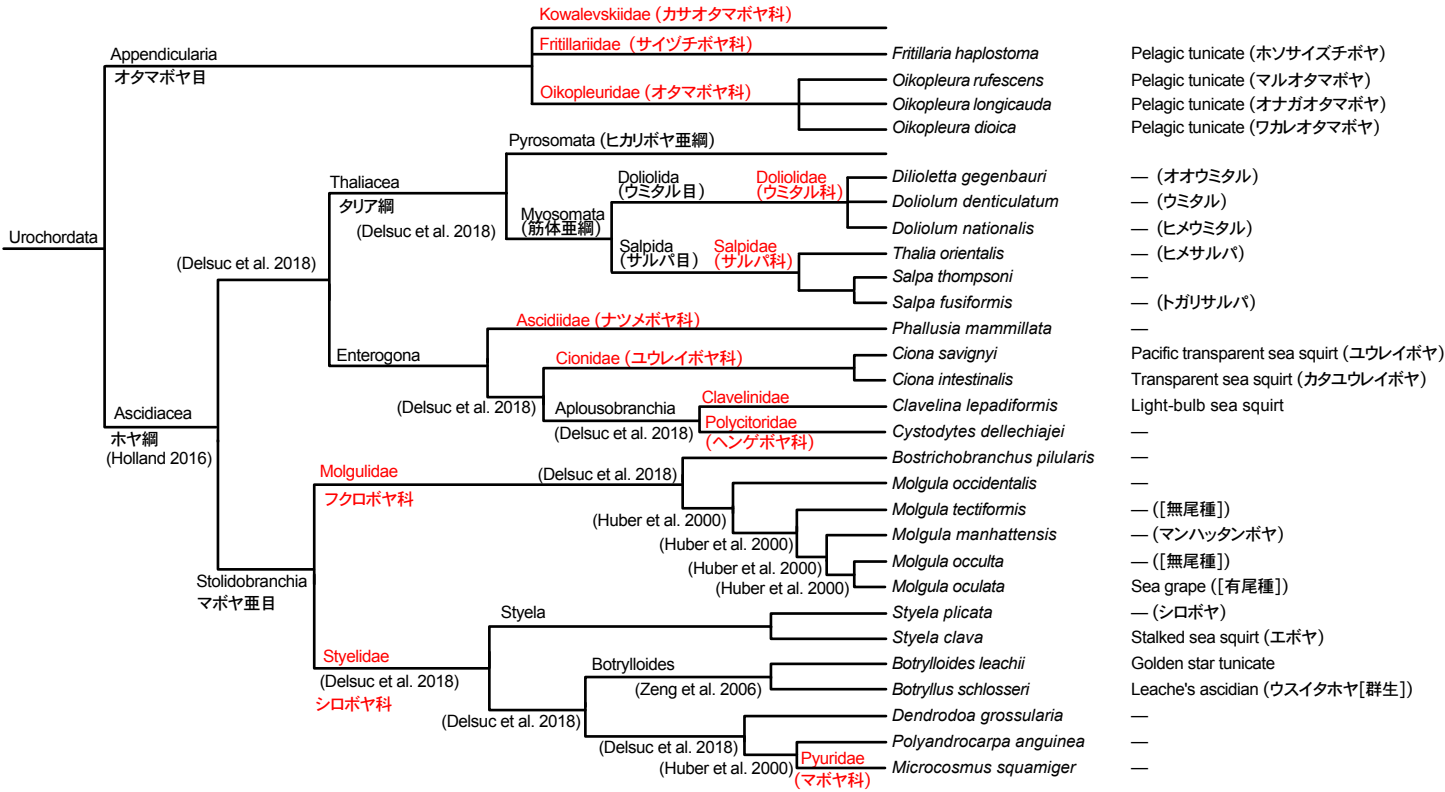 Kowalevskiidae (カサオタマボヤ科)
Appendicularia
オタマボヤ目
Fritillariidae (サイヅチボヤ科)
Fritillaria haplostoma Pelagic tunicate (ホソサイズチボヤ)
Oikopleura rufescens Pelagic tunicate (マルオタマボヤ)
Oikopleuridae (オタマボヤ科)
Oikopleura longicauda Pelagic tunicate (オナガオタマボヤ)
Oikopleura dioica Pelagic tunicate (ワカレオタマボヤ)
Pyrosomata (ヒカリボヤ亜綱)
Thaliacea
タリア綱
(Delsuc et al. 2018)
Doliolida
(ウミタル目)
Doliolidae
(ウミタル科)
Dilioletta gegenbauri — (オオウミタル)
Doliolum denticulatum — (ウミタル)
Doliolum nationalis — (ヒメウミタル)
Myosomata
(筋体亜綱)
Urochordata
Salpida
(サルパ目)
Salpidae
(サルパ科)
Thalia orientalis — (ヒメサルパ)
Salpa thompsoni —
Salpa fusiformis — (トガリサルパ)
(Delsuc et al. 2018)
Ascidiidae (ナツメボヤ科)
Phallusia mammillata —
Enterogona
Cionidae (ユウレイボヤ科)
Ciona savignyi Pacific transparent sea squirt (ユウレイボヤ)
Ciona intestinalis Transparent sea squirt (カタユウレイボヤ)
(Delsuc et al. 2018)
Aplousobranchia
(Delsuc et al. 2018)
Clavelinidae
Clavelina lepadiformis Light-bulb sea squirt
Polycitoridae
(ヘンゲボヤ科)
Cystodytes dellechiajei —
Ascidiacea
ホヤ綱
(Holland 2016)
Molgulidae
フクロボヤ科
(Delsuc et al. 2018)
Bostrichobranchus pilularis —
Molgula occidentalis —
(Huber et al. 2000)
Molgula tectiformis — ([無尾種])
(Huber et al. 2000)
Molgula manhattensis — (マンハッタンボヤ)
(Huber et al. 2000)
Molgula occulta — ([無尾種])
(Huber et al. 2000)
Molgula oculata Sea grape ([有尾種])
Stolidobranchia
マボヤ亜目
Styela
Styela plicata — (シロボヤ)
Styela clava Stalked sea squirt (エボヤ)
Styelidae
(Delsuc et al. 2018)
シロボヤ科
Botrylloides
(Zeng et al. 2006)
Botrylloides leachii Golden star tunicate
Botryllus schlosseri Leache's ascidian (ウスイタホヤ[群生])
(Delsuc et al. 2018)
Dendrodoa grossularia —
(Delsuc et al. 2018)
Polyandrocarpa anguinea —
(Huber et al. 2000)
Pyuridae
(マボヤ科)
Microcosmus squamiger —